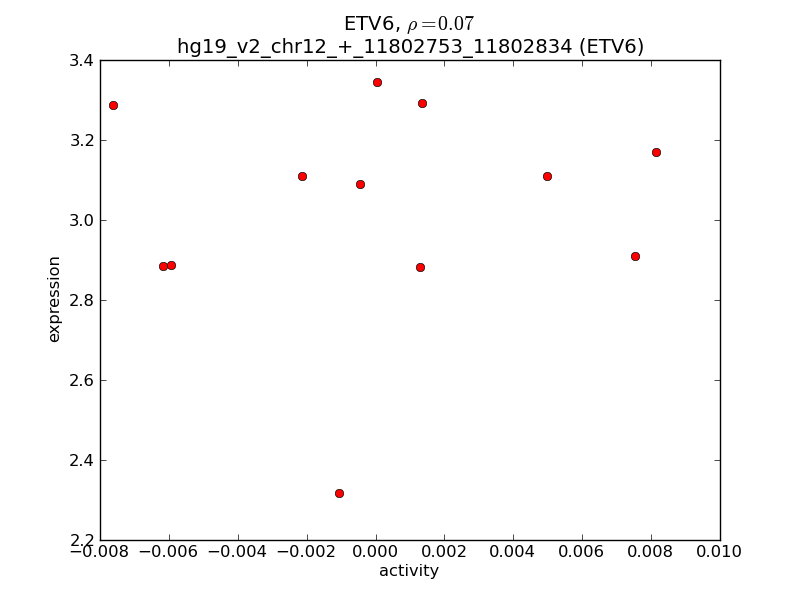 ETV6, ρ=0.07
hg19_v2_chr12_+_11802753_11802834 (ETV6)
3.4
3.2
3.0
2.8
2.6
2.4
2.2
expression
−0.008 −0.006 −0.004 −0.002 0.000 0.002 0.004 0.006 0.008 0.010
activity